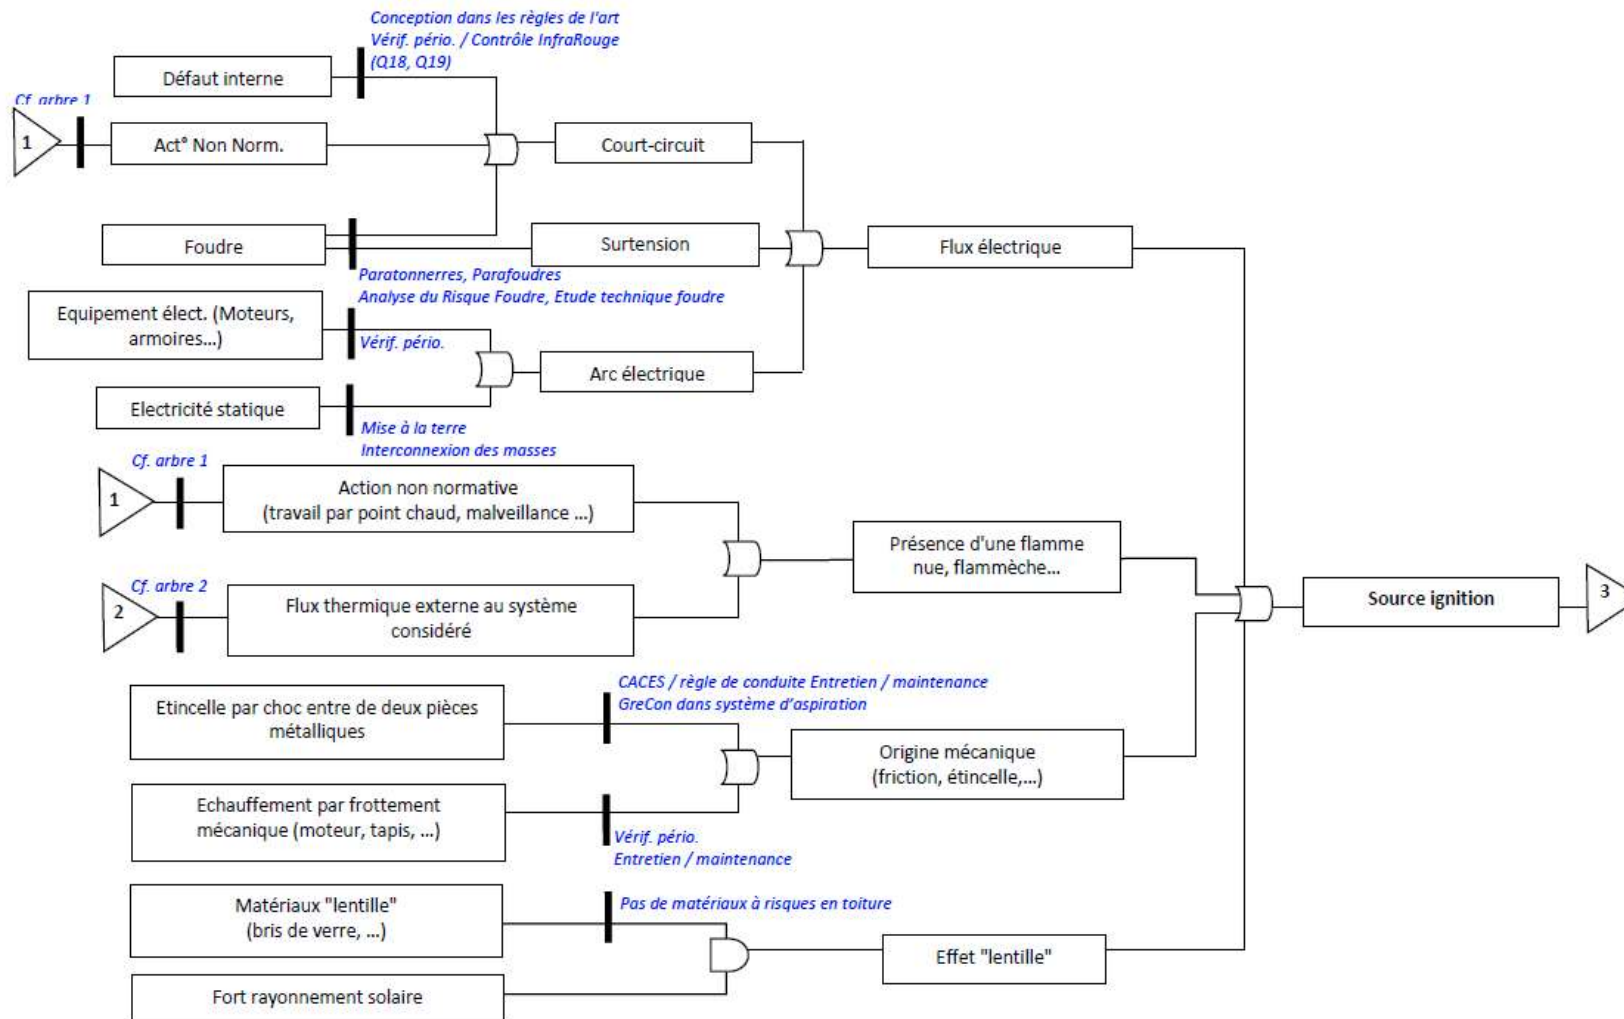 Conception dans les règles de l'art
Vérif. pério. / Contrôle InfraRouge
(Q18, Q19)
Défaut interne
Cf. arbre 1
1
Act° Non Norm.
Court-circuit
Foudre
Surtension
Flux électrique
Paratonnerres, Parafoudres
Analyse du Risque Foudre, Etude technique foudre
Equipement élect. (Moteurs,
armoires...)
Vérif. pério.
Arc électrique
Electricité statique
Mise à la terre
Interconnexion des masses
Cf. arbre 1
1
Action non normative
(travail par point chaud, malveillance ...)
Présence d'une flamme
nue, flammèche...
Cf. arbre 2
2
Flux thermique externe au système
considéré
Source ignition
3
CACES / règle de conduite Entretien / maintenance
GreCon dans système d'aspiration
Etincelle par choc entre de deux pièces
métalliques
Origine mécanique
(friction, étincelle,...)
Echauffement par frottement
mécanique (moteur, tapis, ...)
Vérif. pério.
Entretien / maintenance
Matériaux "lentille"
(bris de verre, ...)
Pas de matériaux à risques en toiture
Effet "lentille"
Fort rayonnement solaire